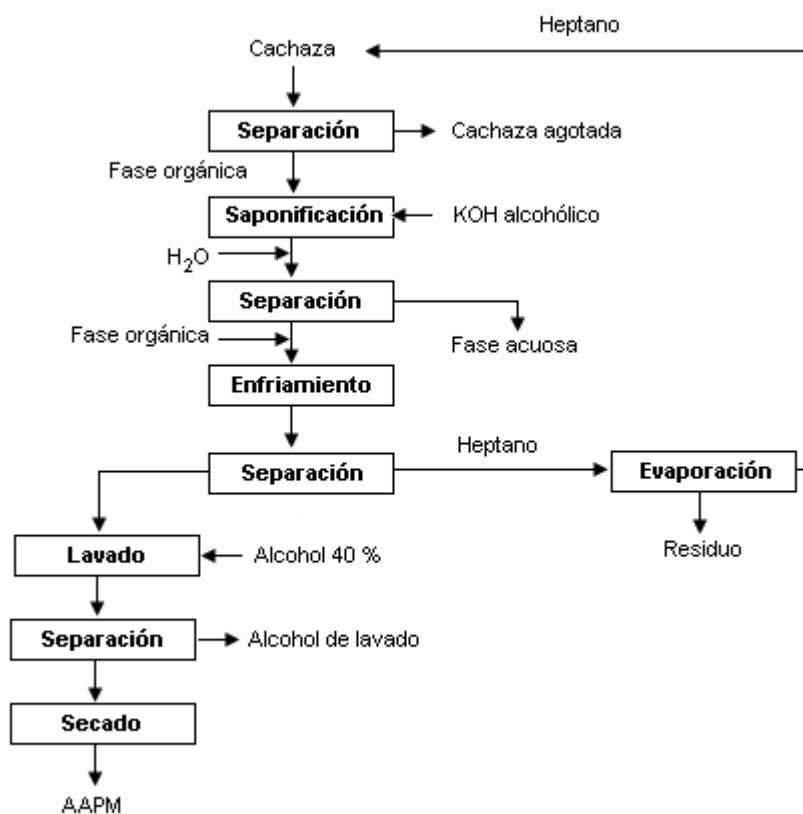 Heptano
Cachaza
Separación
Cachaza agotada
Fase orgánica
Saponificación
KOH alcohólico
H₂O
Separación
Fase orgánica
Fase acuosa
Enfriamiento
Heptano
Separación
Evaporación
Lavado
Alcohol 40 %
Residuo
Separación
Alcohol de lavado
Secado
AAPM